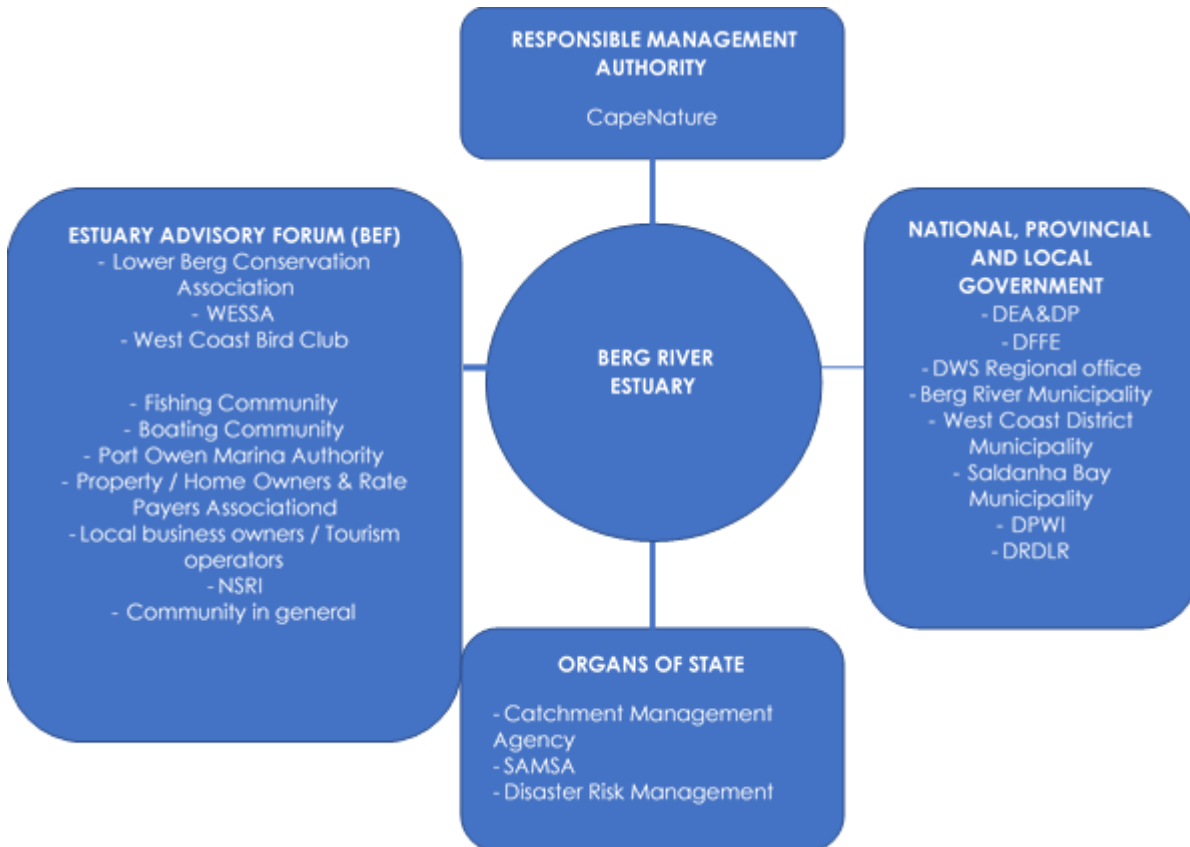 RESPONSIBLE MANAGEMENT
AUTHORITY
CapeNature
ESTUARY ADVISORY FORUM (BEF)
- Lower Berg Conservation
Association
- WESSA
- West Coast Bird Club
- Fishing Community
- Boating Community
- Port Owen Marina Authority
- Property / Home Owners & Rate
Payers Associationd
- Local business owners / Tourism
operators
- NSRI
- Community in general
BERG RIVER
ESTUARY
NATIONAL, PROVINCIAL
AND LOCAL
GOVERNMENT
- DEA&DP
- DFFE
- DWS Regional office
- Berg River Municipality
- West Coast District
Municipality
- Saldanha Bay
Municipality
- DPWI
- DRDLR
ORGANS OF STATE
- Catchment Management
Agency
- SAMSA
- Disaster Risk Management